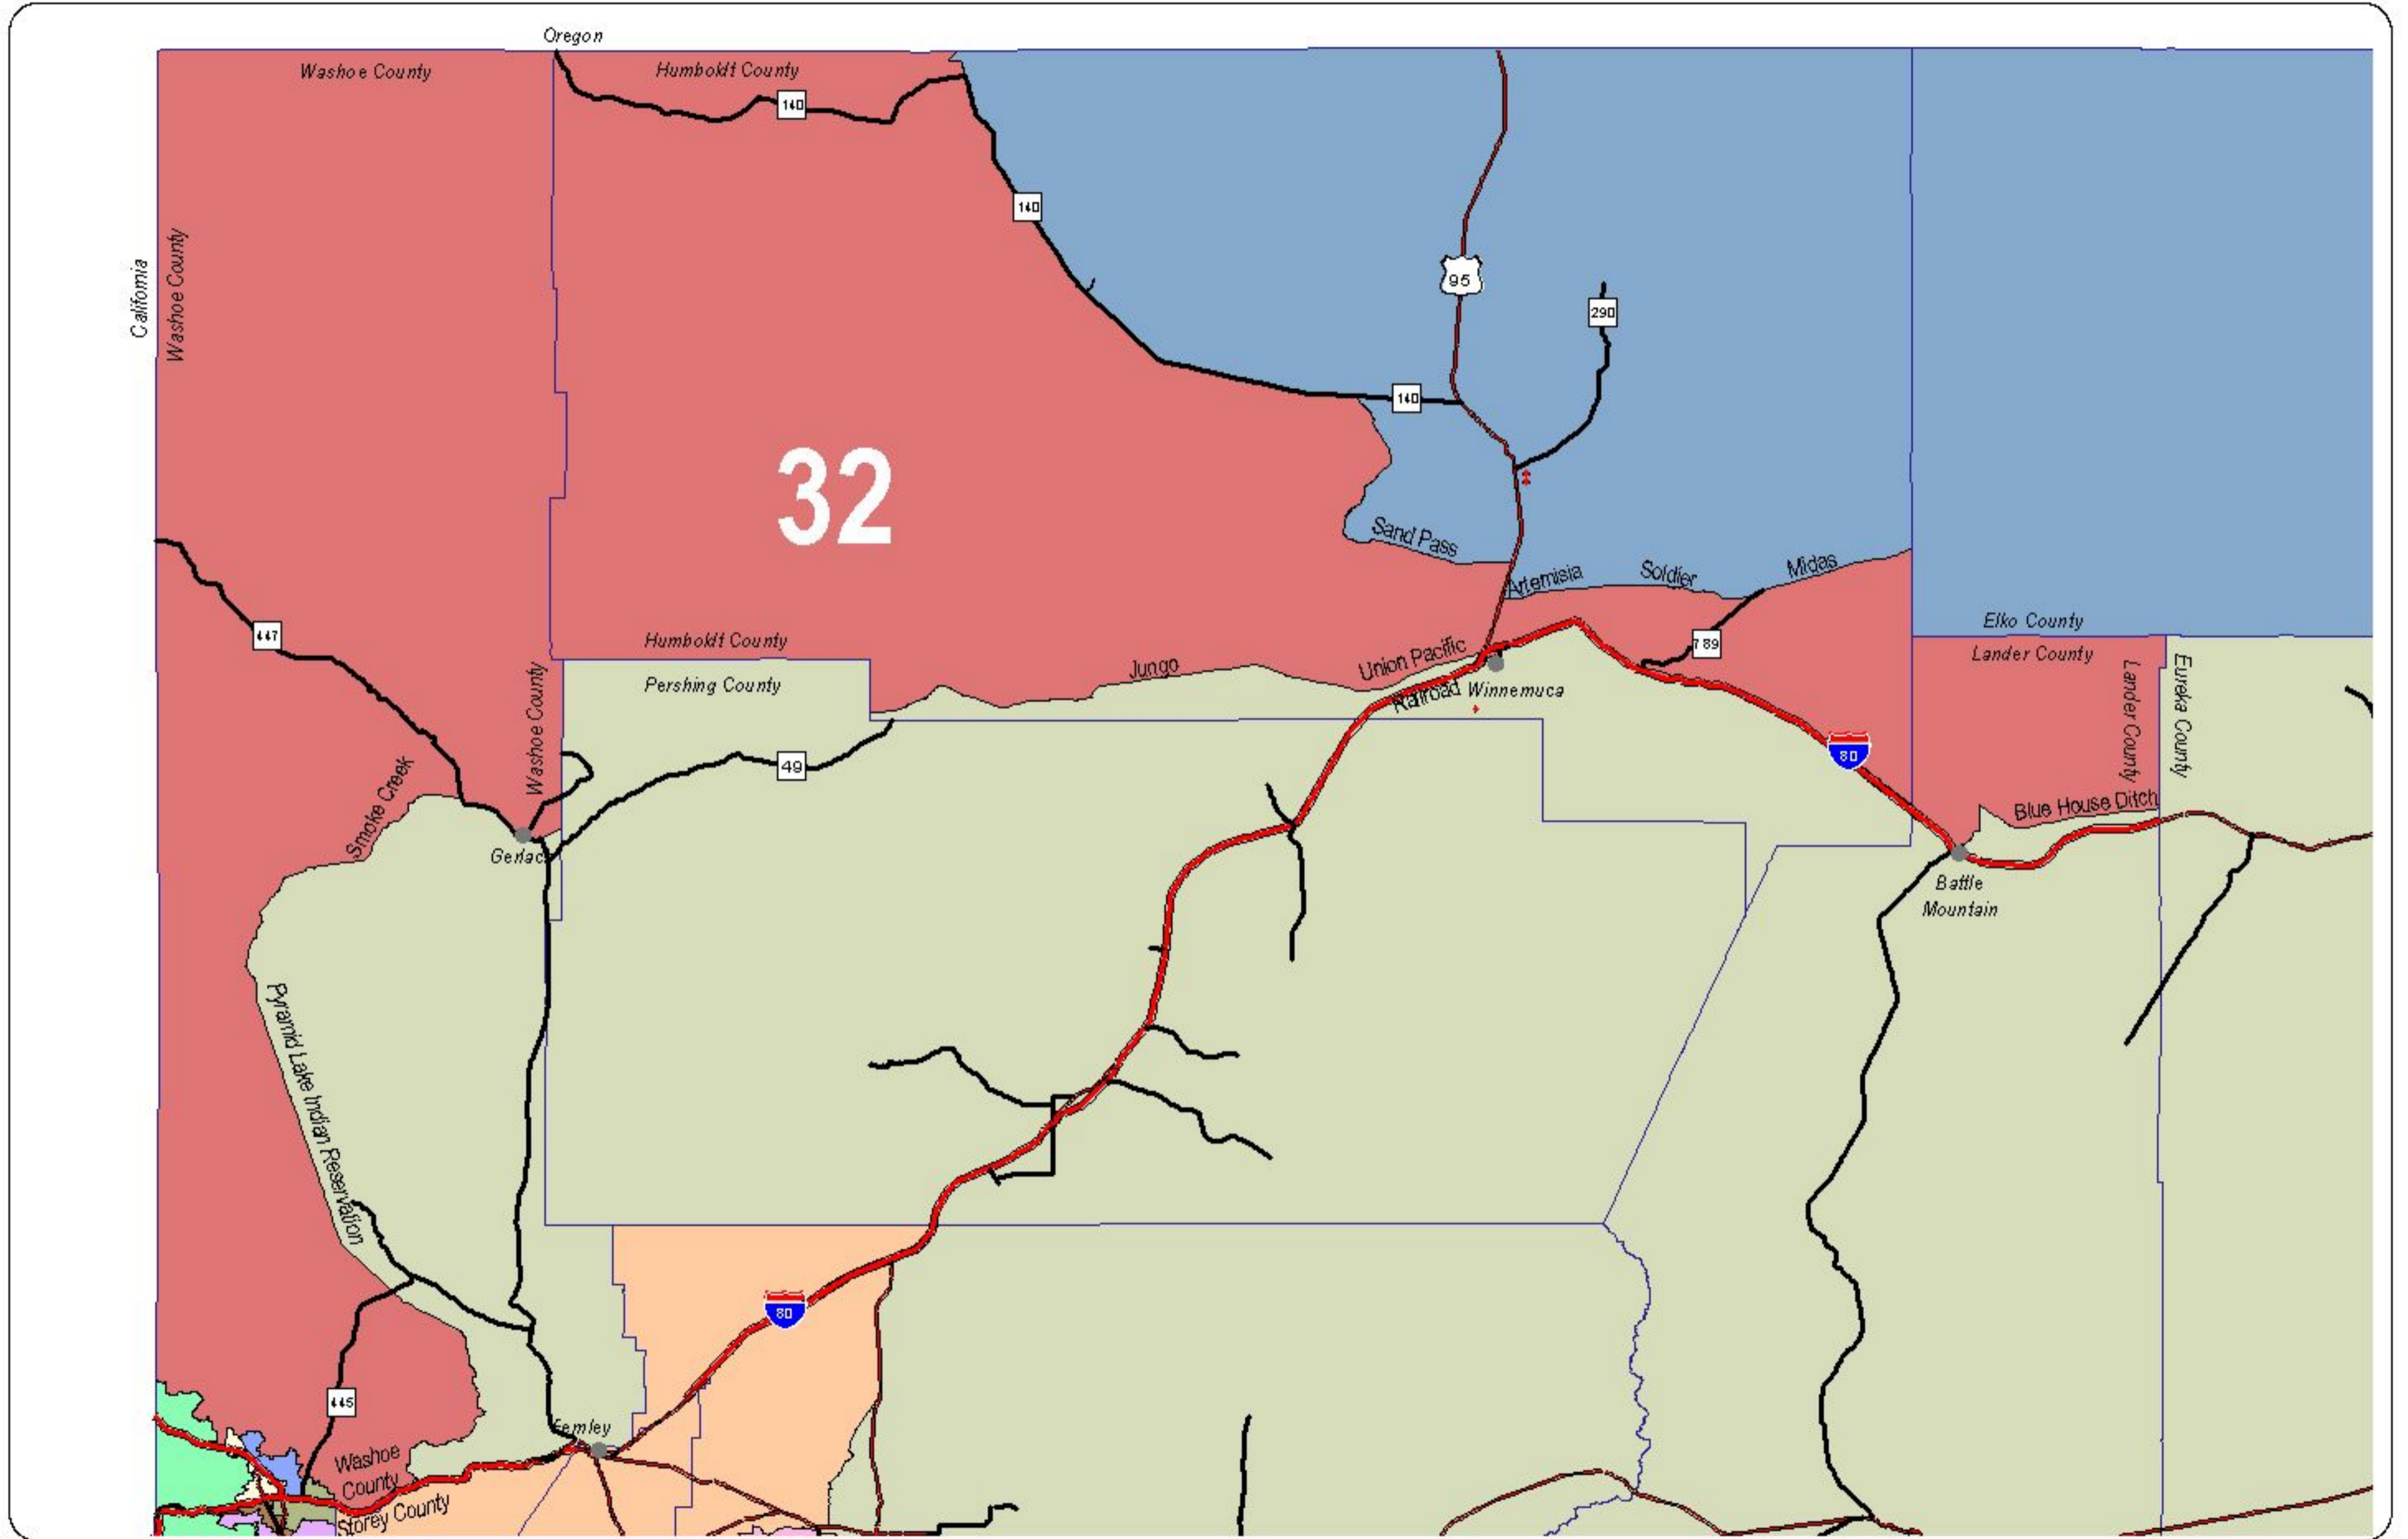 Oregon
Washoe County
Humboldt County
140
California
Washoe County
140
95
290
140
32
Sand Pass
Artemisia
Soldier
Midas
Elko County
447
Humboldt County
Union Pacific
789
Lander County
Jungo
Pershing County
Railroad
Winnemuca
Washoe County
Lander County
Eureka County
80
49
Smoke Creek
Blue House Ditch
Battle
Mountain
Pyramid Lake Indian Reservation
80
445
Washoe
County
Storey County